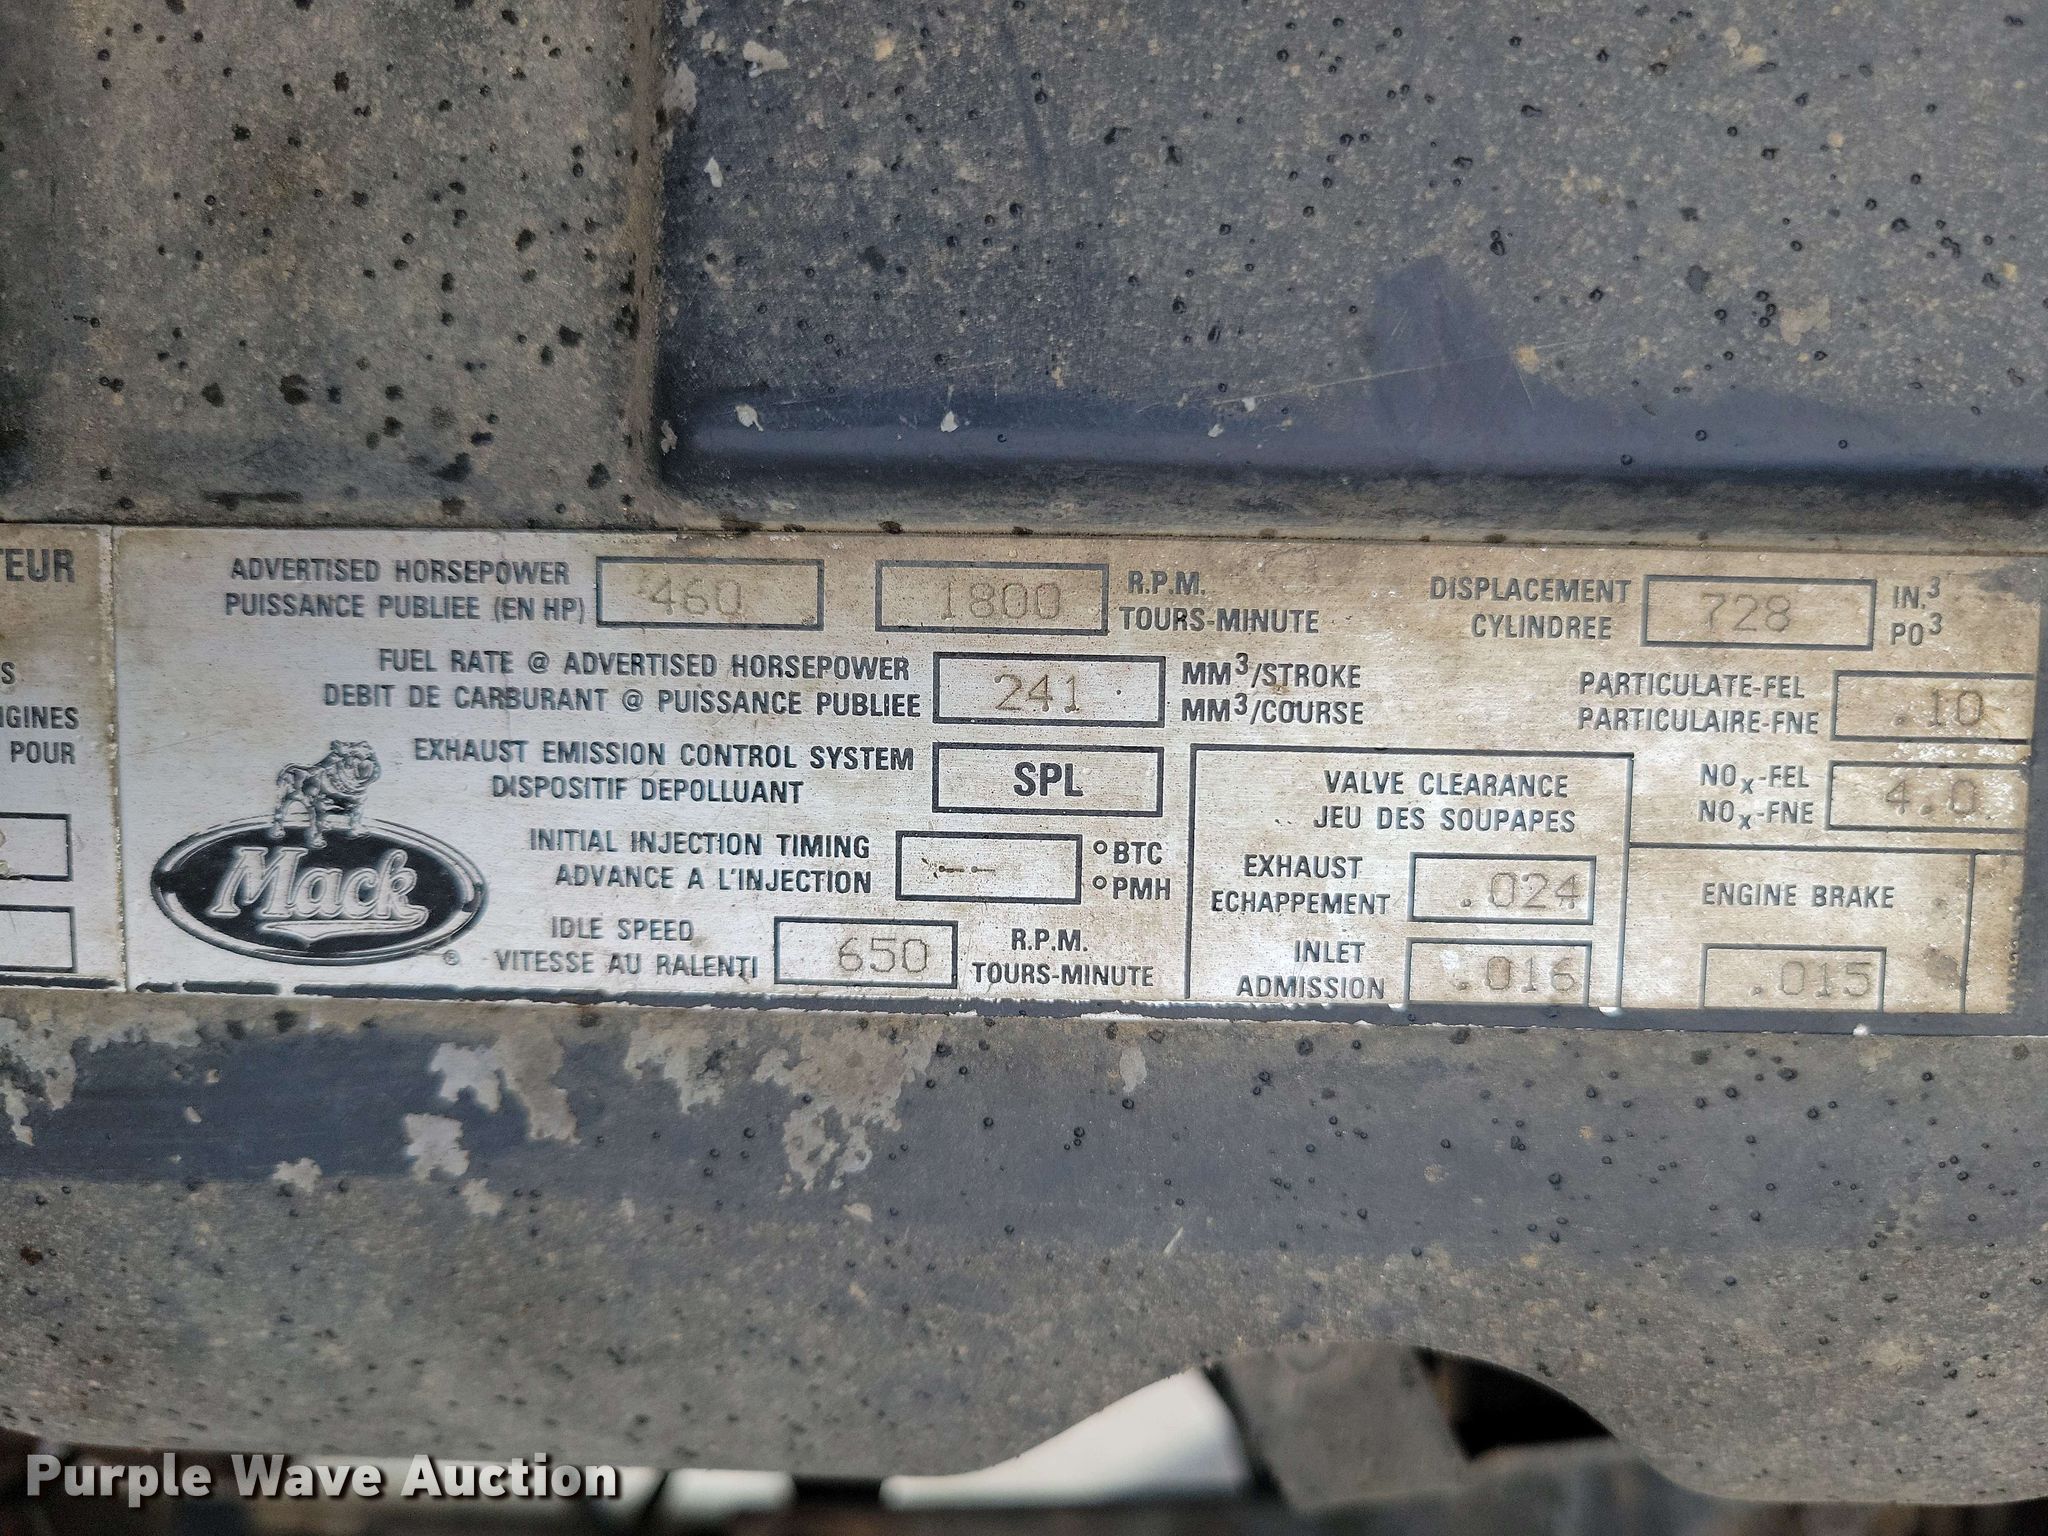 TEUR
S
IGINES
POUR
ADVERTISED HORSEPOWER
PUISSANCE PUBLIEE (EN HP)
460
1800
R.P.M.
TOURS-MINUTE
DISPLACEMENT
CYLINDREE
728
IN.³
PO³
FUEL RATE @ ADVERTISED HORSEPOWER
DEBIT DE CARBURANT @ PUISSANCE PUBLIEE
241
MM³/STROKE
MM³/COURSE
PARTICULATE-FEL
PARTICULAIRE-FNE
.10
EXHAUST EMISSION CONTROL SYSTEM
DISPOSITIF DEPOLLUANT
SPL
NOx-FEL
NOx-FNE
4.0
INITIAL INJECTION TIMING
ADVANCE A L'INJECTION
--
°BTC
°PMH
IDLE SPEED
VITESSE AU RALENTI
650
R.P.M.
TOURS-MINUTE
VALVE CLEARANCE
JEU DES SOUPAPES
EXHAUST
ECHAPPEMENT
.024
INLET
ADMISSION
.016
ENGINE BRAKE
.015
Mack
®
Purple Wave Auction